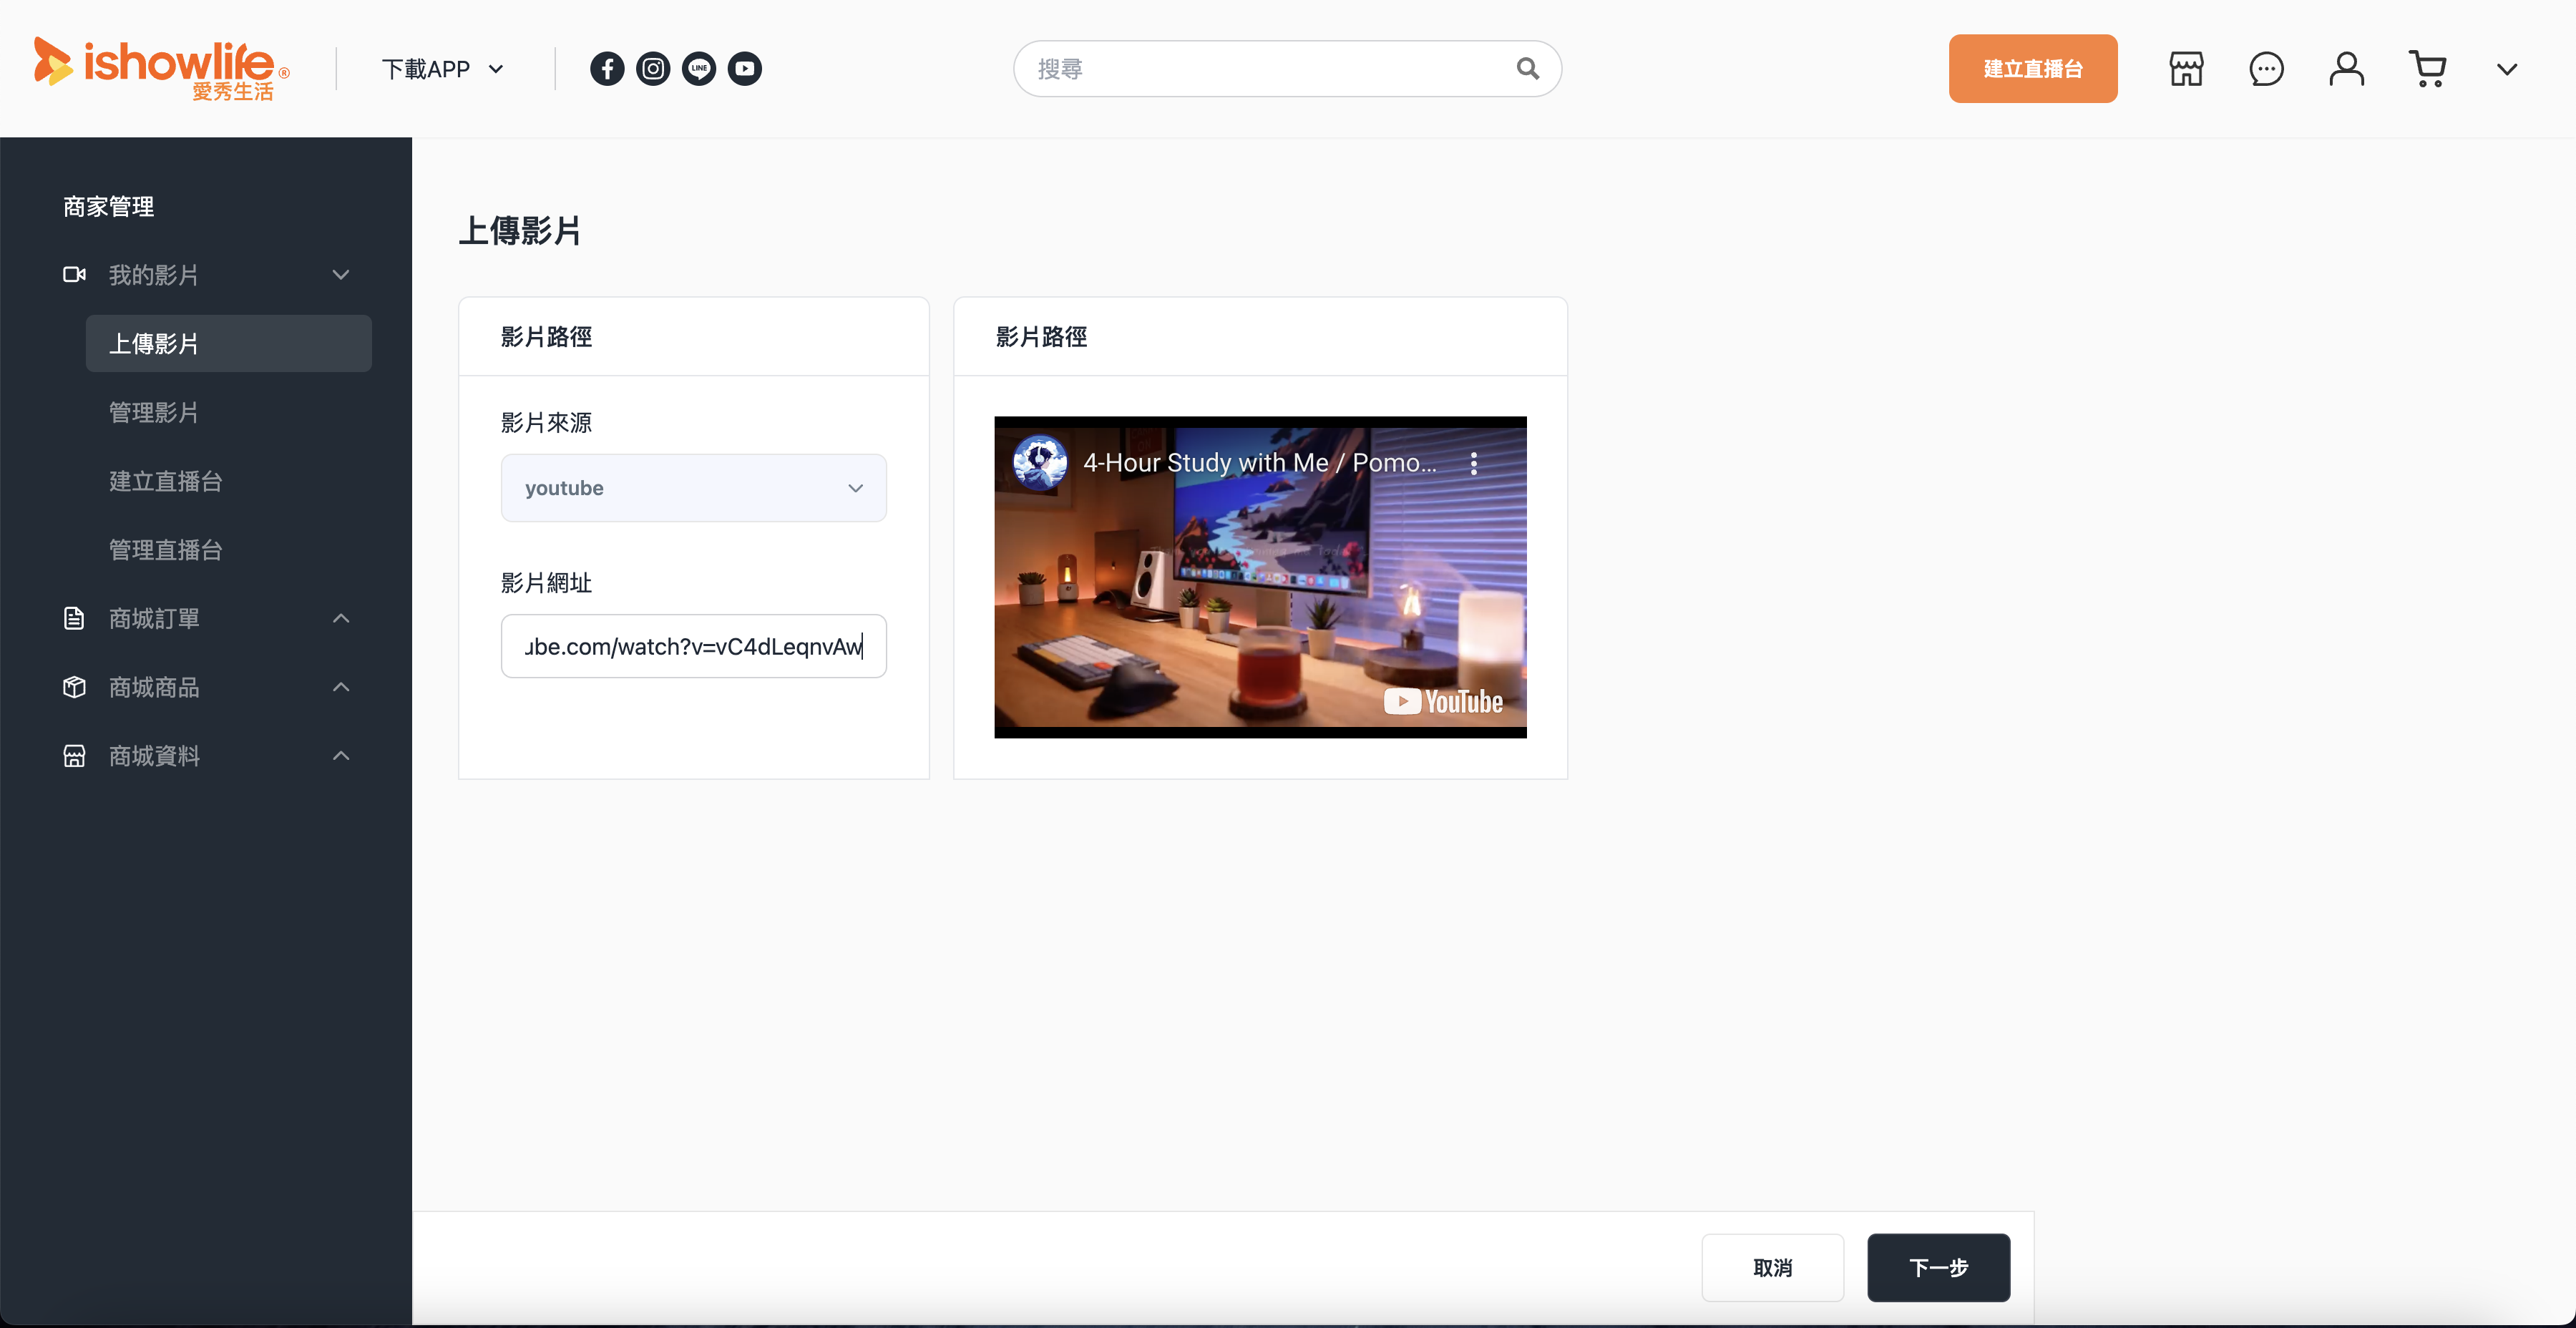 ishowlife®
愛秀生活
下載APP
LINE
搜尋
建立直播台
商家管理
我的影片
上傳影片
管理影片
建立直播台
管理直播台
商城訂單
商城商品
商城資料
上傳影片
影片路徑
影片來源
youtube
影片網址
ube.com/watch?v=vC4dLeqnvAw
影片路徑
4-Hour Study with Me / Pomo...
YouTube
取消
下一步